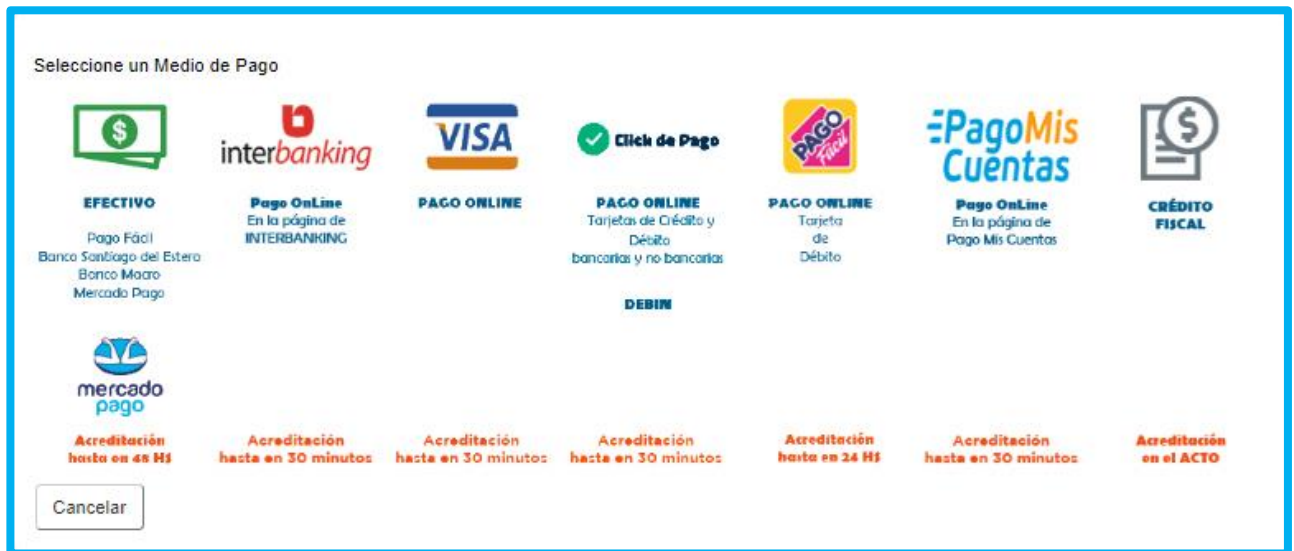 Seleccione un Medio de Pago
$
EFECTIVO
Pago Fácil
Banco Santiago del Estero
Banco Macro
Mercado Pago
mercado
pago
Acreditación
hasta en 48 HS
interbanking
Pago OnLine
En la página de
INTERBANKING
Acreditación
hasta en 30 minutos
VISA
PAGO ONLINE
Acreditación
hasta en 30 minutos
Click de Pago
PAGO ONLINE
Tarjetas de Crédito y
Débito
bancarias y no bancarias
DEBIN
Acreditación
hasta en 30 minutos
PAGO
Fácil
PAGO ONLINE
Tarjeta
de
Débito
Acreditación
hasta en 24 HS
PagoMis
Cuentas
Pago OnLine
En la página de
Pago Mis Cuentas
Acreditación
hasta en 30 minutos
$
CRÉDITO
FISCAL
Acreditación
en el ACTO
Cancelar